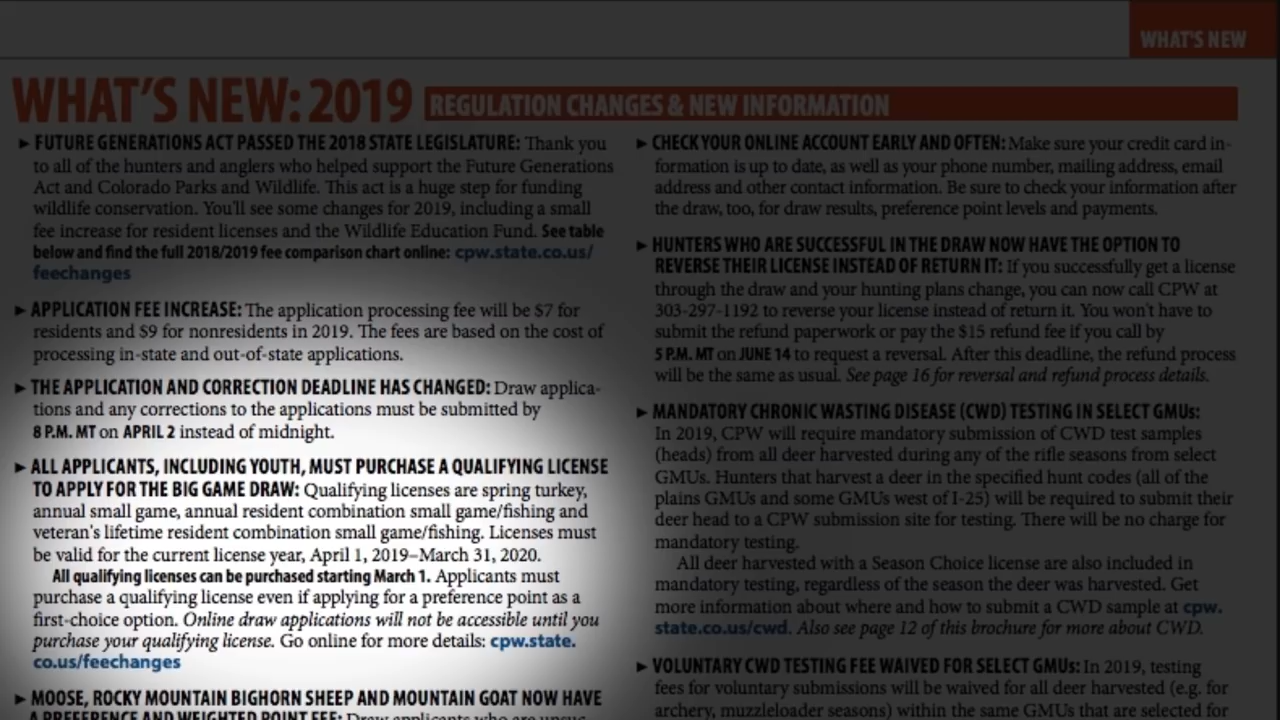 WHAT'S NEW
WHAT'S NEW: 2019 REGULATION CHANGES & NEW INFORMATION
► FUTURE GENERATIONS ACT PASSED THE 2018 STATE LEGISLATURE: Thank you
to all of the hunters and anglers who helped support the Future Generations
Act and Colorado Parks and Wildlife. This act is a huge step for funding
wildlife conservation. You'll see some changes for 2019, including a small
fee increase for resident licenses and the Wildlife Education Fund. See table
below and find the full 2018/2019 fee comparison chart online: cpw.state.co.us/
feechanges
► APPLICATION FEE INCREASE: The application processing fee will be $7 for
residents and $9 for nonresidents in 2019. The fees are based on the cost of
processing in-state and out-of-state applications.
► THE APPLICATION AND CORRECTION DEADLINE HAS CHANGED: Draw applica-
tions and any corrections to the applications must be submitted by
8 P.M. MT on APRIL 2 instead of midnight.
► ALL APPLICANTS, INCLUDING YOUTH, MUST PURCHASE A QUALIFYING LICENSE
TO APPLY FOR THE BIG GAME DRAW: Qualifying licenses are spring turkey,
annual small game, annual resident combination small game/fishing and
veteran's lifetime resident combination small game/fishing. Licenses must
be valid for the current license year, April 1, 2019–March 31, 2020.
All qualifying licenses can be purchased starting March 1. Applicants must
purchase a qualifying license even if applying for a preference point as a
first-choice option. Online draw applications will not be accessible until you
purchase your qualifying license. Go online for more details: cpw.state.
co.us/feechanges
► MOOSE, ROCKY MOUNTAIN BIGHORN SHEEP AND MOUNTAIN GOAT NOW HAVE
A PREFERENCE AND WEIGHTED POINT FEE: Draw applicants who are unsuc-
► CHECK YOUR ONLINE ACCOUNT EARLY AND OFTEN: Make sure your credit card in-
formation is up to date, as well as your phone number, mailing address, email
address and other contact information. Be sure to check your information after
the draw, too, for draw results, preference point levels and payments.
► HUNTERS WHO ARE SUCCESSFUL IN THE DRAW NOW HAVE THE OPTION TO
REVERSE THEIR LICENSE INSTEAD OF RETURN IT: If you successfully get a license
through the draw and your hunting plans change, you can now call CPW at
303-297-1192 to reverse your license instead of return it. You won't have to
submit the refund paperwork or pay the $15 refund fee if you call by
5 P.M. MT on JUNE 14 to request a reversal. After this deadline, the refund process
will be the same as usual. See page 16 for reversal and refund process details.
► MANDATORY CHRONIC WASTING DISEASE (CWD) TESTING IN SELECT GMUs:
In 2019, CPW will require mandatory submission of CWD test samples
(heads) from all deer harvested during any of the rifle seasons from select
GMUs. Hunters that harvest a deer in the specified hunt codes (all of the
plains GMUs and some GMUs west of I-25) will be required to submit their
deer head to a CPW submission site for testing. There will be no charge for
mandatory testing.
All deer harvested with a Season Choice license are also included in
mandatory testing, regardless of the season the deer was harvested. Get
more information about where and how to submit a CWD sample at cpw.
state.co.us/cwd. Also see page 12 of this brochure for more about CWD.
► VOLUNTARY CWD TESTING FEE WAIVED FOR SELECT GMUs: In 2019, testing
fees for voluntary submissions will be waived for all deer harvested (e.g. for
archery, muzzleloader seasons) within the same GMUs that are selected for